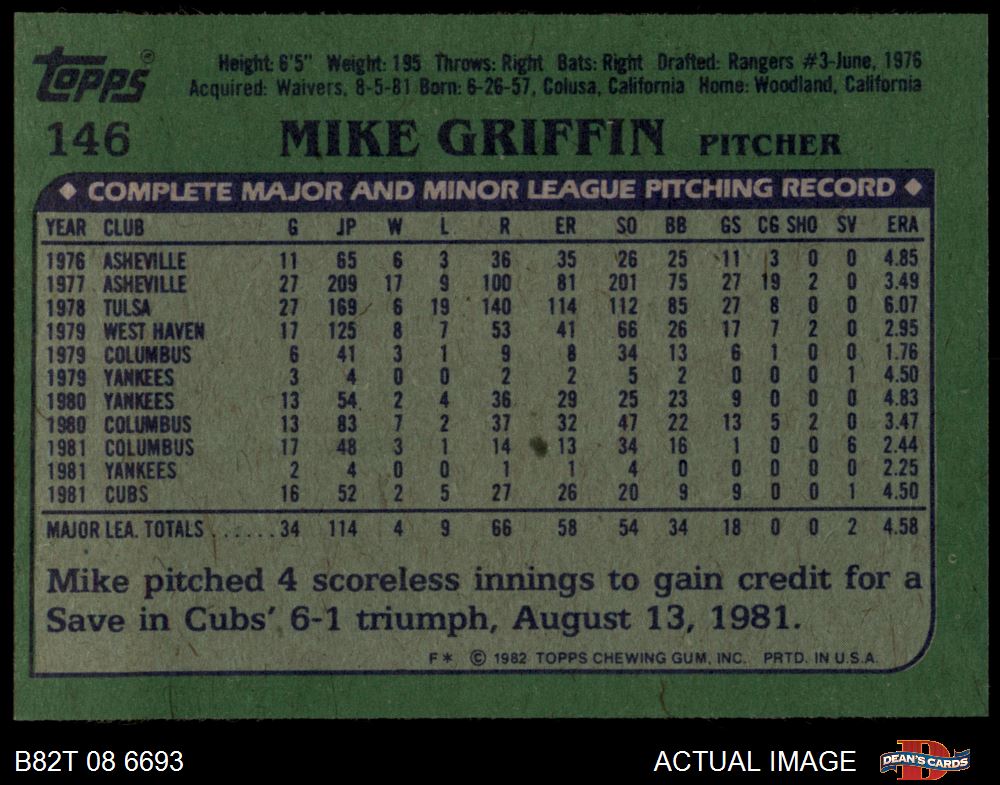 Topps®
Height: 6'5" Weight: 195 Throws: Right Bats: Right Drafted: Rangers #3-June, 1976
Acquired: Waivers, 8-5-81 Born: 6-26-57, Colusa, California Home: Woodland, California
146 MIKE GRIFFIN PITCHER
◆ COMPLETE MAJOR AND MINOR LEAGUE PITCHING RECORD ◆
YEAR CLUB G JP W L R ER SO BB GS CG SHO SV ERA
1976 ASHEVILLE 11 65 6 3 36 35 26 25 11 3 0 0 4.85
1977 ASHEVILLE 27 209 17 9 100 81 201 75 27 19 2 0 3.49
1978 TULSA 27 169 6 19 140 114 112 85 27 8 0 0 6.07
1979 WEST HAVEN 17 125 8 7 53 41 66 26 17 7 2 0 2.95
1979 COLUMBUS 6 41 3 1 9 8 34 13 6 1 0 0 1.76
1979 YANKEES 3 4 0 0 2 2 5 2 0 0 0 1 4.50
1980 YANKEES 13 54 2 4 36 29 25 23 9 0 0 0 4.83
1980 COLUMBUS 13 83 7 2 37 32 47 22 13 5 2 0 3.47
1981 COLUMBUS 17 48 3 1 14 13 34 16 1 0 0 6 2.44
1981 YANKEES 2 4 0 0 1 1 4 0 0 0 0 0 2.25
1981 CUBS 16 52 2 5 27 26 20 9 9 0 0 1 4.50
MAJOR LEA. TOTALS ......34 114 4 9 66 58 54 34 18 0 0 2 4.58
Mike pitched 4 scoreless innings to gain credit for a
Save in Cubs' 6-1 triumph, August 13, 1981.
F* © 1982 TOPPS CHEWING GUM, INC. PRTD. IN U.S.A.
B82T 08 6693 ACTUAL IMAGE D DEAN'S CARDS